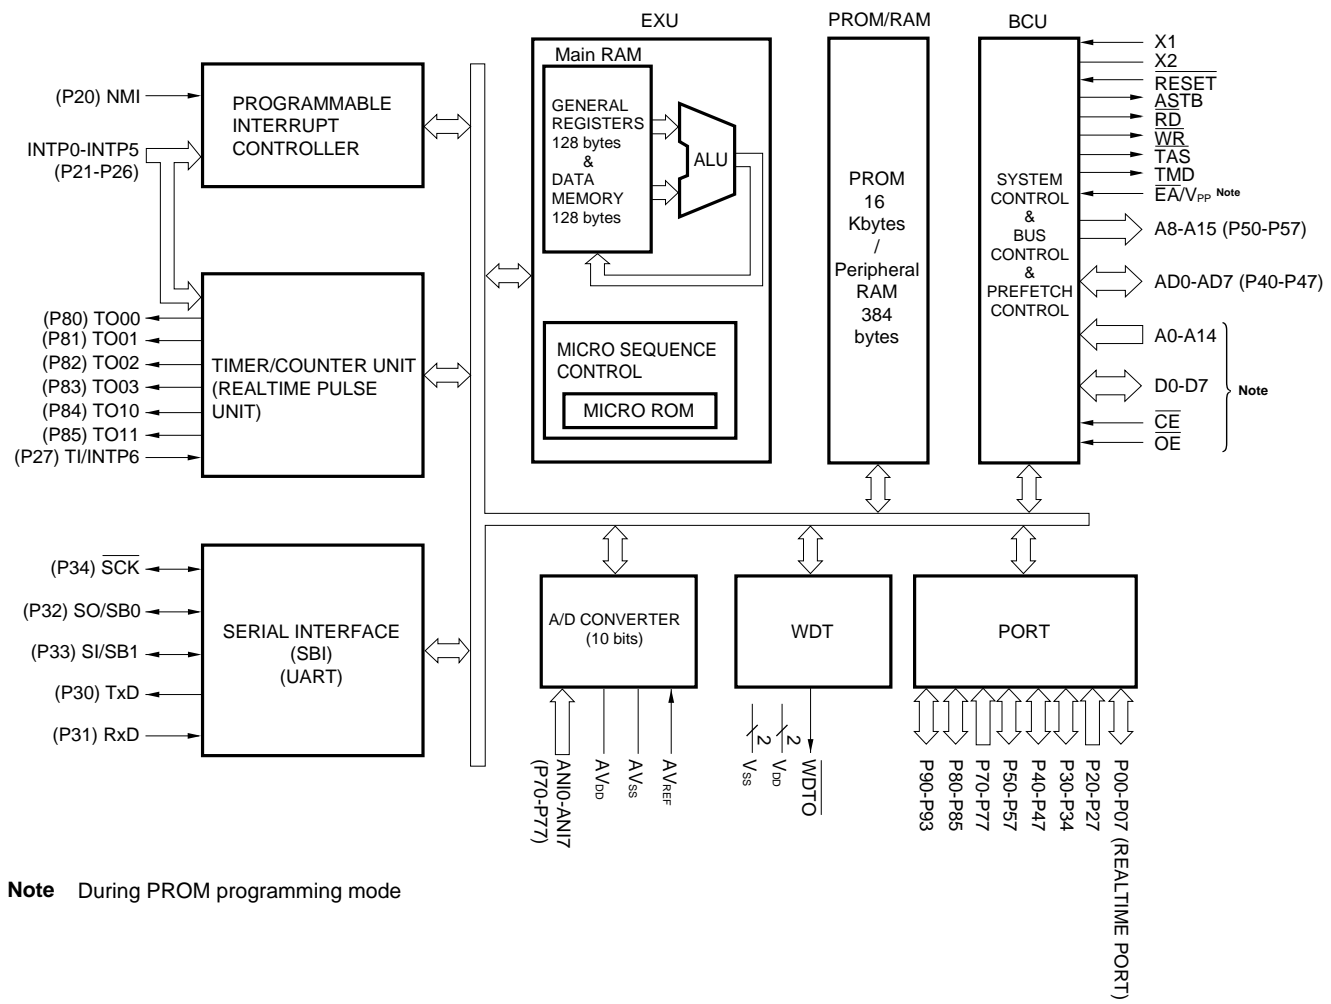 EXU
PROM/RAM
BCU
(P20) NMI
INTP0-INTP5
(P21-P26)
PROGRAMMABLE
INTERRUPT
CONTROLLER
(P80) TO00
(P81) TO01
(P82) TO02
(P83) TO03
(P84) TO10
(P85) TO11
(P27) TI/INTP6
TIMER/COUNTER UNIT
(REALTIME PULSE
UNIT)
(P34) SCK
(P32) SO/SB0
(P33) SI/SB1
(P30) TxD
(P31) RxD
SERIAL INTERFACE
(SBI)
(UART)
Main RAM
GENERAL
REGISTERS
128 bytes
&
DATA
MEMORY
128 bytes
ALU
MICRO SEQUENCE
CONTROL
MICRO ROM
PROM
16
Kbytes
/
Peripheral
RAM
384
bytes
SYSTEM
CONTROL
&
BUS
CONTROL
&
PREFETCH
CONTROL
X1
X2
RESET
ASTB
RD
WR
TAS
TMD
EA/VPP Note
A8-A15 (P50-P57)
AD0-AD7 (P40-P47)
A0-A14
D0-D7
CE
OE
Note
A/D CONVERTER
(10 bits)
WDT
PORT
ANI0-ANI7
(P70-P77)
AVDD
AVSS
AVREF
2
VSS
2
VDD
WDTO
P90-P93
P80-P85
P70-P77
P50-P57
P40-P47
P30-P34
P20-P27
P00-P07 (REALTIME PORT)
Note During PROM programming mode